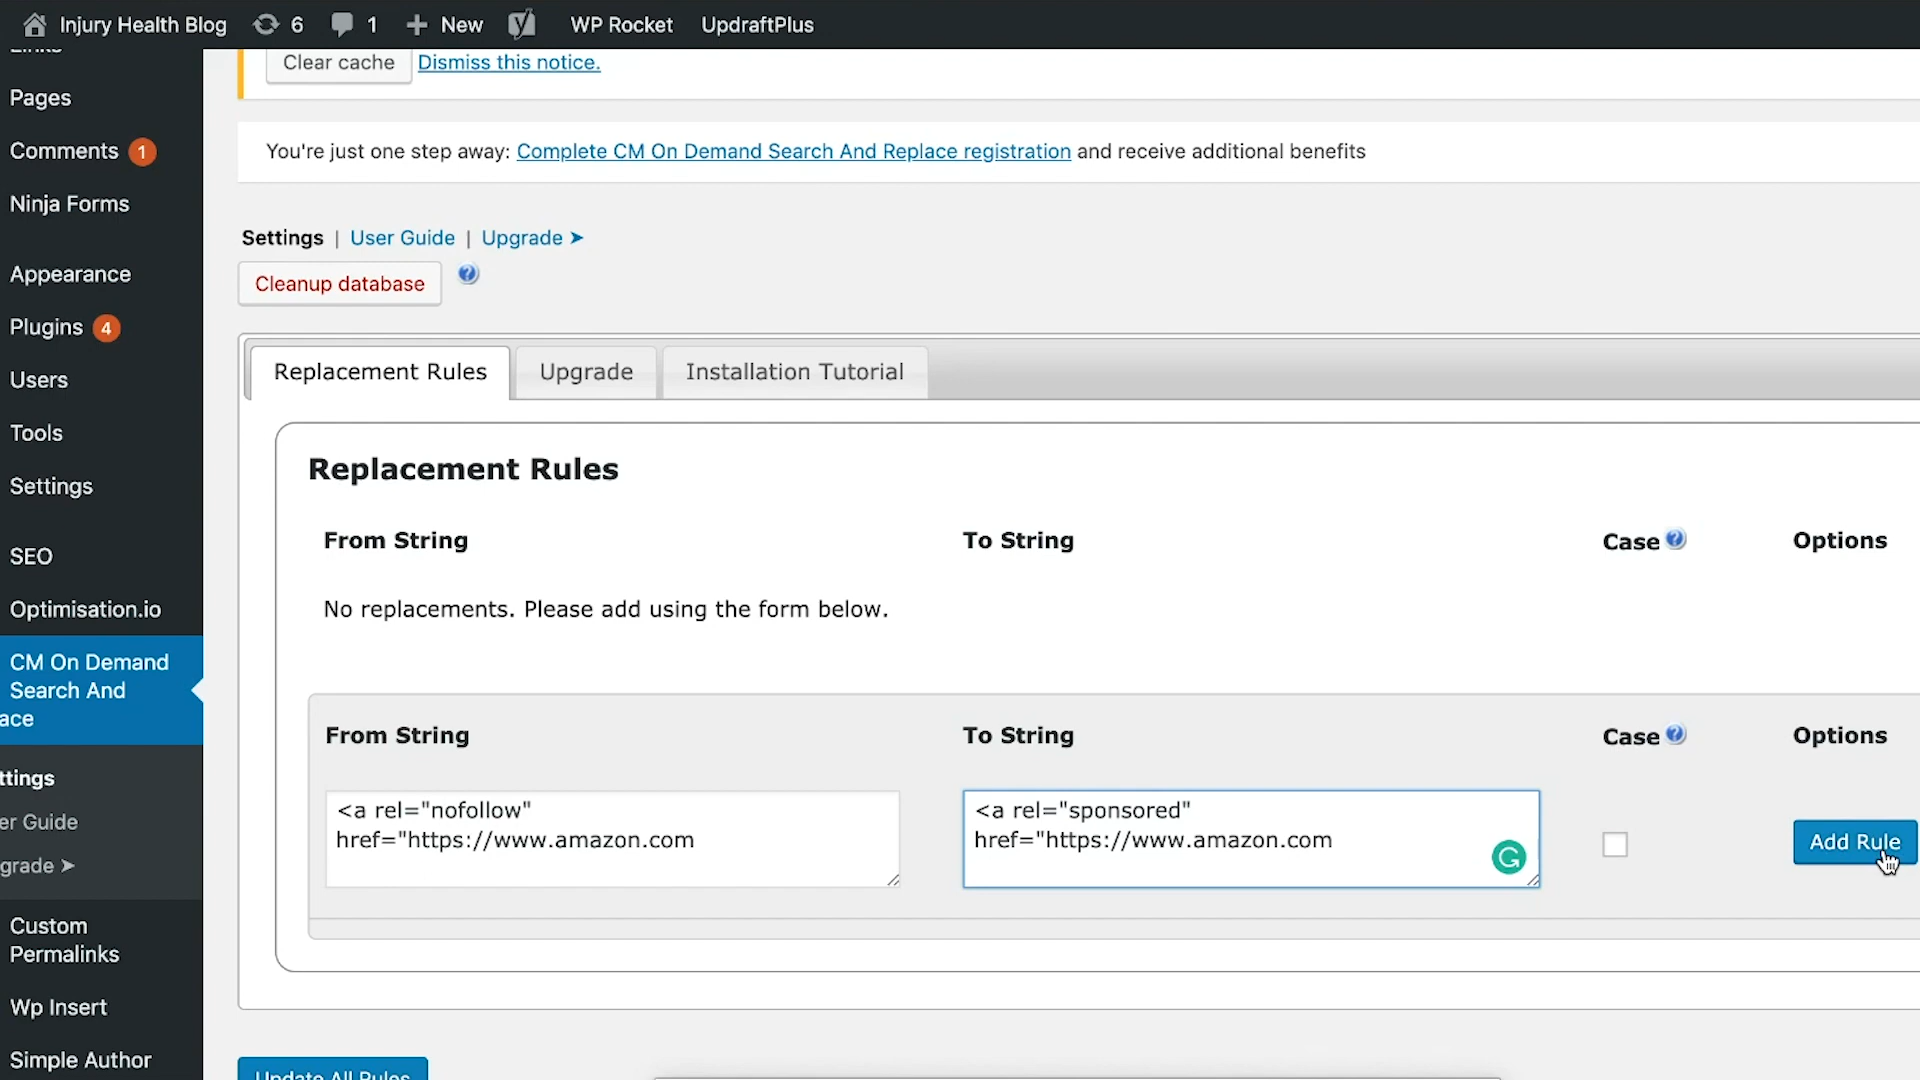 Injury Health Blog 6 1 New WP Rocket UpdraftPlus
Links
Pages
Comments 1
Ninja Forms
Appearance
Plugins 4
Users
Tools
Settings
SEO
Optimisation.io
CM On Demand
Search And
ace
ttings
er Guide
grade ➤
Custom
Permalinks
Wp Insert
Simple Author
Clear cache Dismiss this notice.
You're just one step away: Complete CM On Demand Search And Replace registration and receive additional benefits
Settings | User Guide | Upgrade ➤
Cleanup database ?
Replacement Rules Upgrade Installation Tutorial
Replacement Rules
From String To String Case ? Options
No replacements. Please add using the form below.
From String To String Case ? Options
<a rel="nofollow"
href="https://www.amazon.com
<a rel="sponsored"
href="https://www.amazon.com
Add Rule
Update All Rules